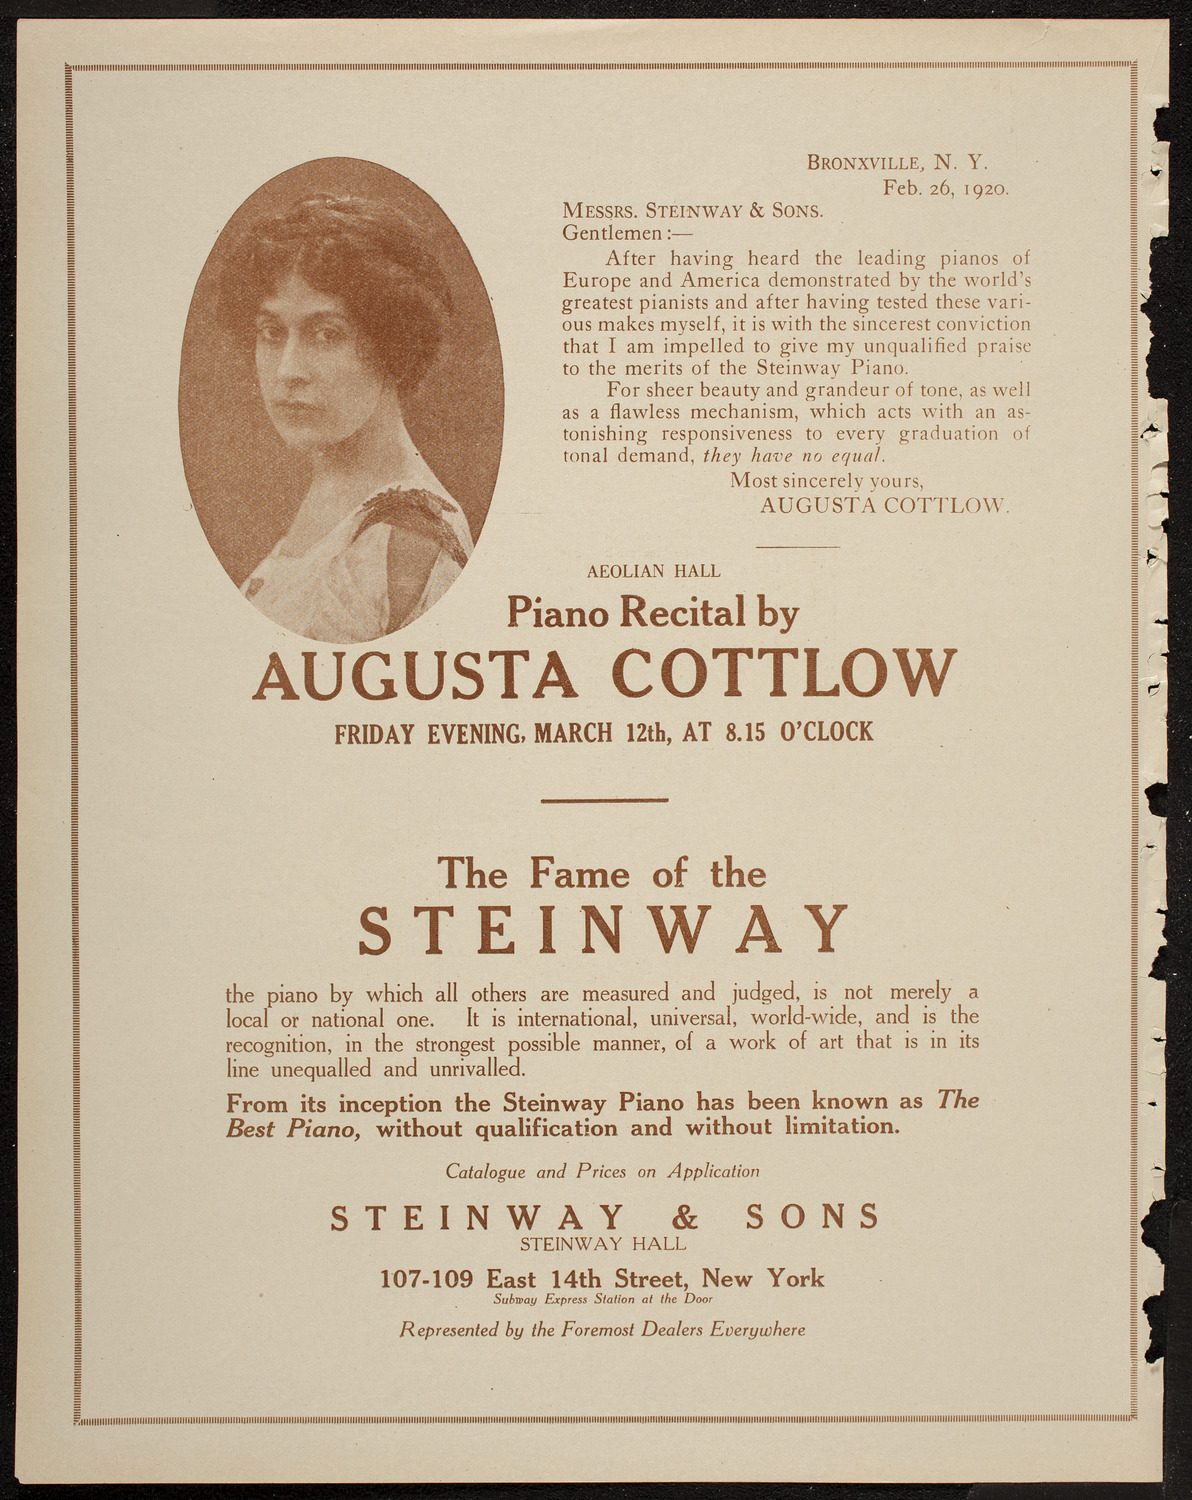 BRONXVILLE, N. Y.
Feb. 26, 1920.
MESSRS. STEINWAY & SONS.
Gentlemen:—
After having heard the leading pianos of
Europe and America demonstrated by the world's
greatest pianists and after having tested these vari-
ous makes myself, it is with the sincerest conviction
that I am impelled to give my unqualified praise
to the merits of the Steinway Piano.
For sheer beauty and grandeur of tone, as well
as a flawless mechanism, which acts with an as-
tonishing responsiveness to every graduation of
tonal demand, they have no equal.
Most sincerely yours,
AUGUSTA COTTLOW.
AEOLIAN HALL
Piano Recital by
AUGUSTA COTTLOW
FRIDAY EVENING, MARCH 12th, AT 8.15 O'CLOCK
The Fame of the
STEINWAY
the piano by which all others are measured and judged, is not merely a
local or national one. It is international, universal, world-wide, and is the
recognition, in the strongest possible manner, of a work of art that is in its
line unequalled and unrivalled.
From its inception the Steinway Piano has been known as The
Best Piano, without qualification and without limitation.
Catalogue and Prices on Application
STEINWAY & SONS
STEINWAY HALL
107-109 East 14th Street, New York
Subway Express Station at the Door
Represented by the Foremost Dealers Everywhere